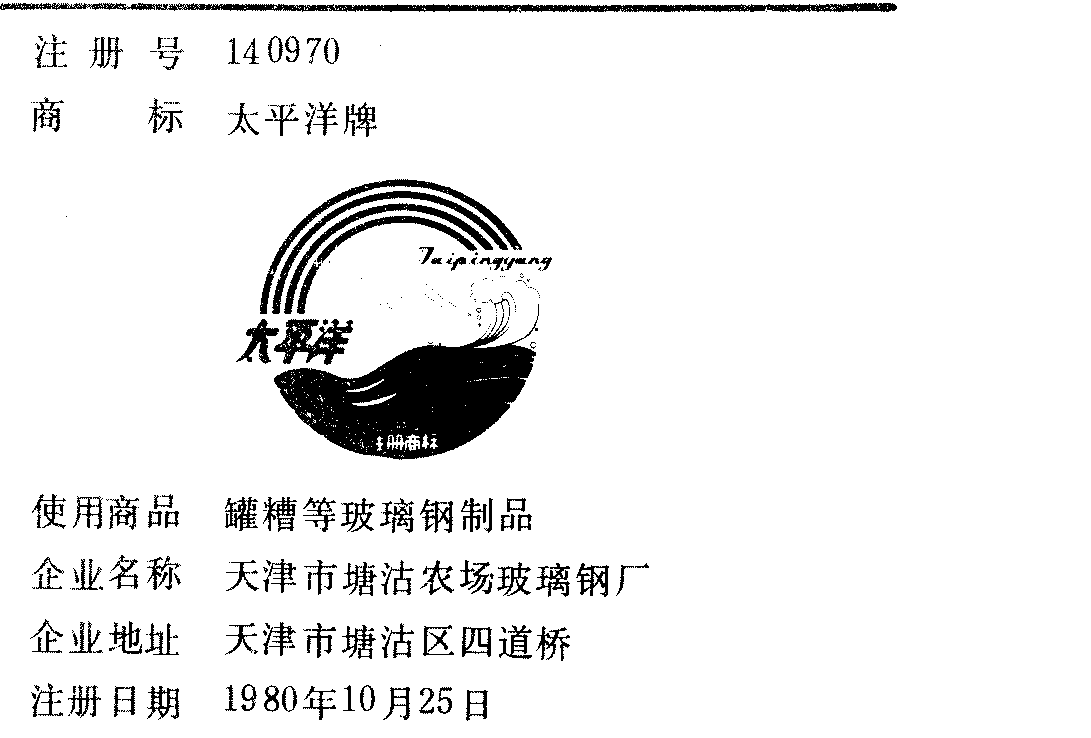 注册号 140970
商标 太平洋牌
Taipingyang
太平洋
注册商标
使用商品 罐糟等玻璃钢制品
企业名称 天津市塘沽农场玻璃钢厂
企业地址 天津市塘沽区四道桥
注册日期 1980年10月25日